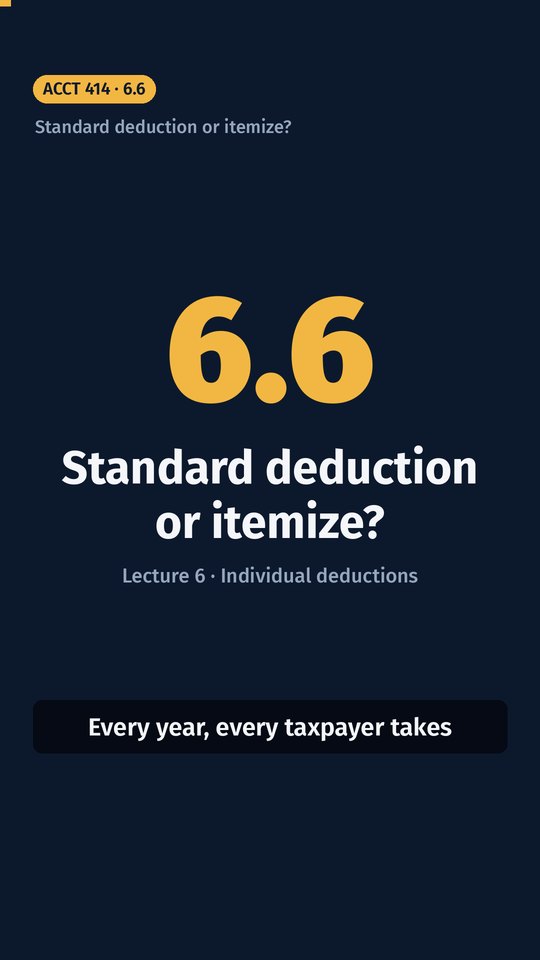 ACCT 414 · 6.6
Standard deduction or itemize?
6.6
Standard deduction
or itemize?
Lecture 6 · Individual deductions
Every year, every taxpayer takes